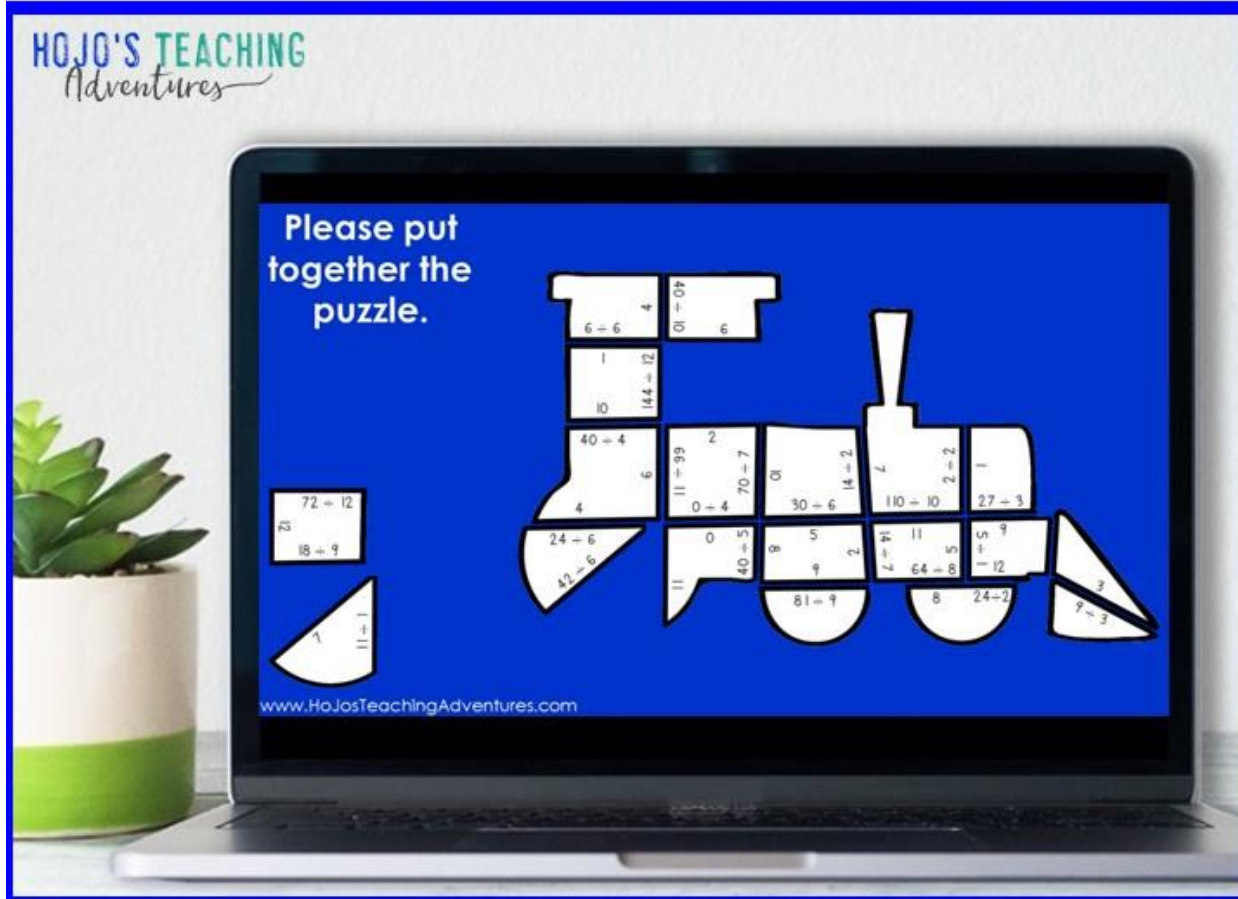 HOJO'S TEACHING
Adventures
Please put
together the
puzzle.
6 ÷ 6
4
40 ÷ 10
6
1
144 ÷ 12
10
40 ÷ 4
9
4
2
99 ÷ 11
70 ÷ 7
0 ÷ 4
10
14 ÷ 2
30 ÷ 6
7
2 ÷ 2
110 ÷ 10
1
27 ÷ 3
72 ÷ 12
12
18 ÷ 9
24 ÷ 6
42 ÷ 6
0
40 ÷ 5
11
5
8
2
9
11
14 ÷ 7
5
64 ÷ 8
9
5 ÷ 1
12
3
9 ÷ 3
81 ÷ 9
8
24÷2
7
1 ÷ 11
www.HoJosTeachingAdventures.com